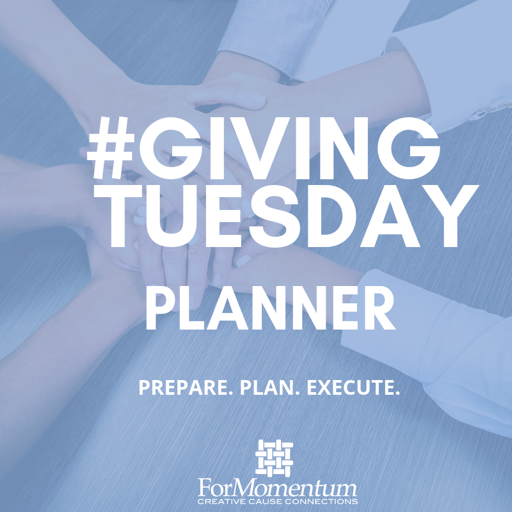 #GIVING
TUESDAY
PLANNER
PREPARE. PLAN. EXECUTE.
ForMomentum
CREATIVE CAUSE CONNECTIONS